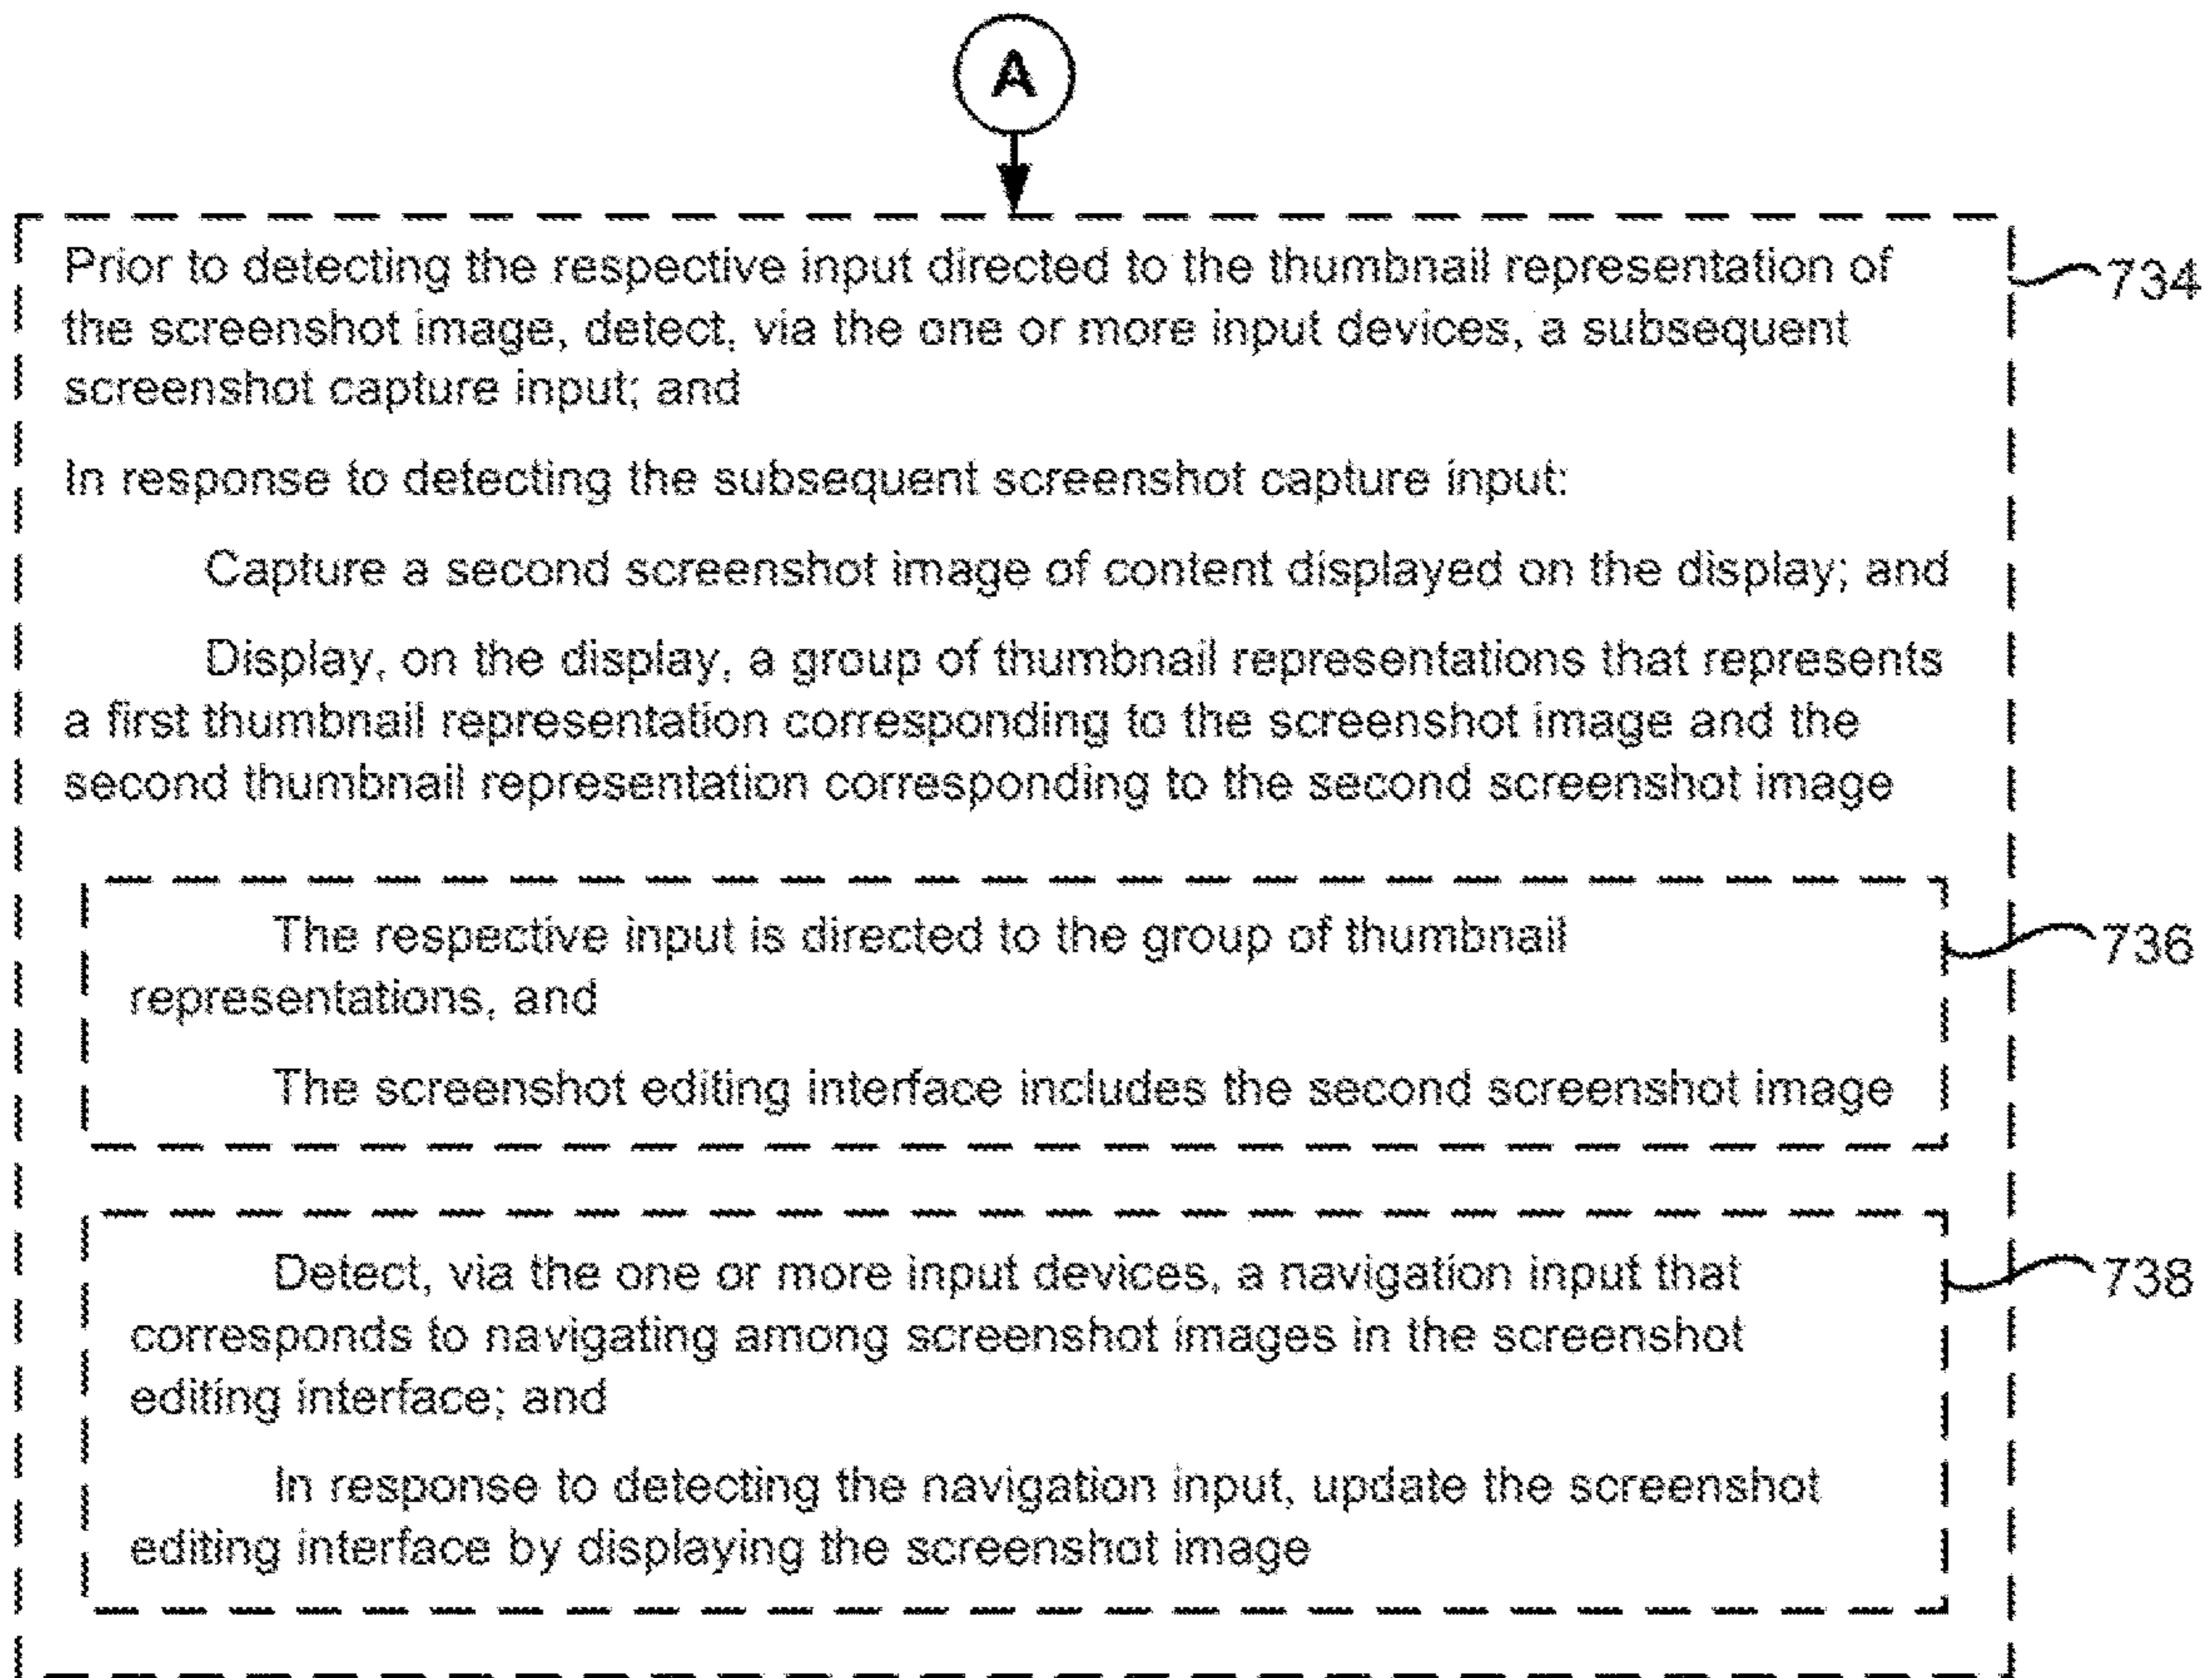 A
Prior to detecting the respective input directed to the thumbnail representation of
734
the screenshot image, detect, via the one or more input devices, a subsequent
screenshot capture input; and
In response to detecting the subsequent screenshot capture input:
Capture a second screenshot image of content displayed on the display; and
Display, on the display, a group of thumbnail representations that represents
a first thumbnail representation corresponding to the screenshot image and the
second thumbnail representation corresponding to the second screenshot image
The respective input is directed to the group of thumbnail
736
representations, and
The screenshot editing interface includes the second screenshot image
Detect, via the one or more input devices, a navigation input that
738
corresponds to navigating among screenshot images in the screenshot
editing interface; and
In response to detecting the navigation input, update the screenshot
editing interface by displaying the screenshot image